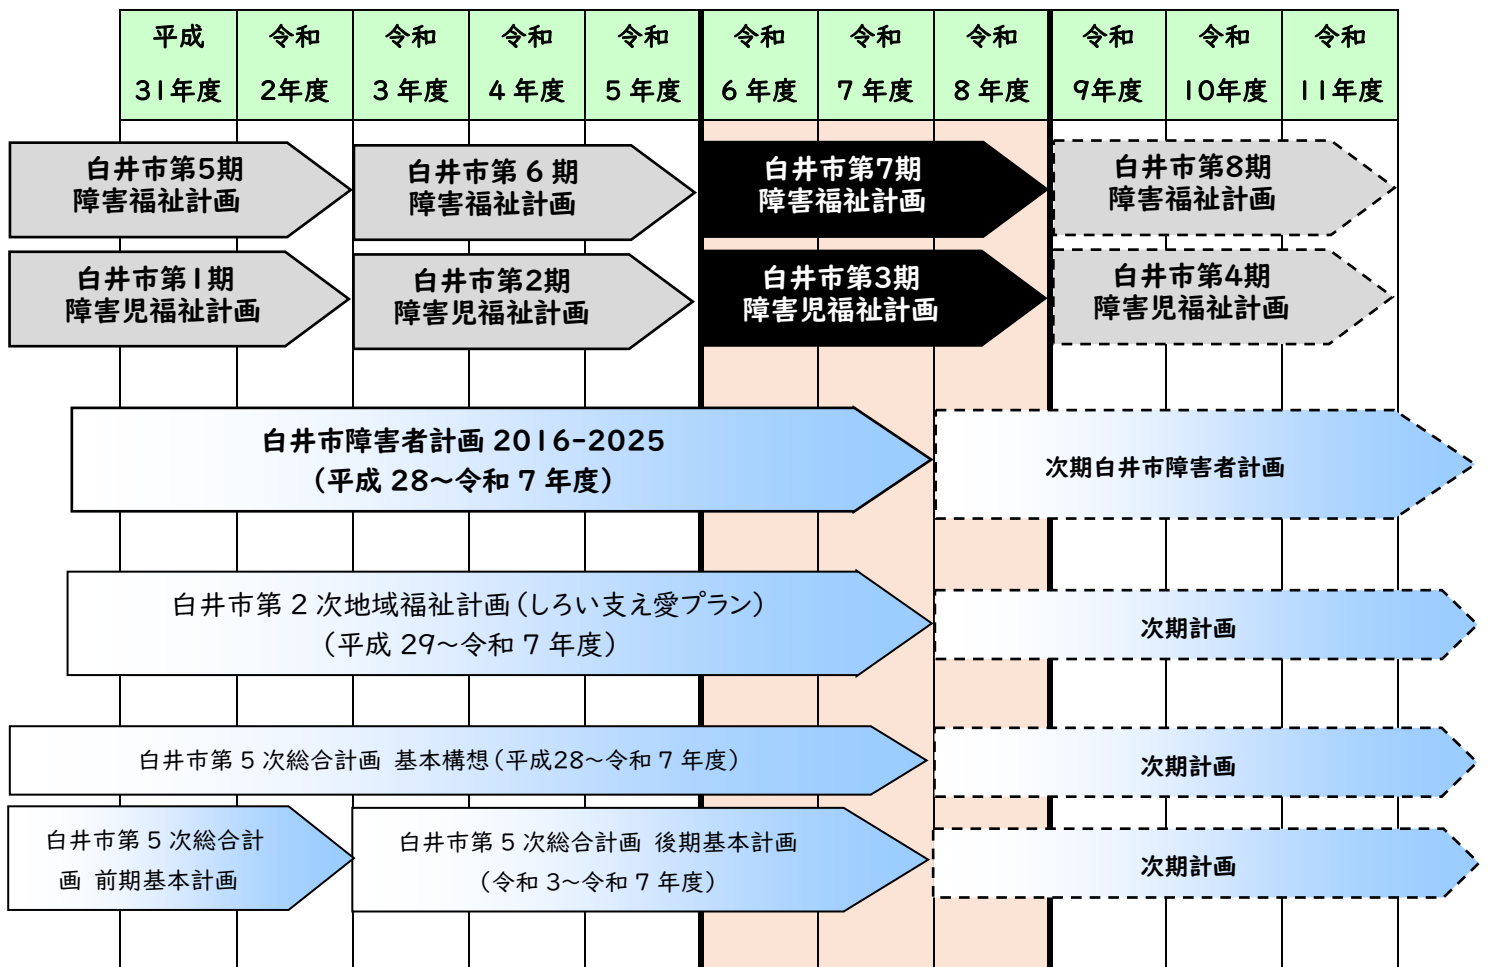 平成 令和 令和 令和 令和 令和 令和 令和 令和 令和 令和
31年度 2年度 3 年度 4 年度 5 年度 6 年度 7 年度 8 年度 9年度 10年度 11年度
白井市第5期
障害福祉計画
白井市第 6 期
障害福祉計画
白井市第7期
障害福祉計画
白井市第8期
障害福祉計画
白井市第1期
障害児福祉計画
白井市第2期
障害児福祉計画
白井市第3期
障害児福祉計画
白井市第4期
障害児福祉計画
白井市障害者計画 2016-2025
（平成 28～令和 7 年度）
次期白井市障害者計画
白井市第 2 次地域福祉計画（しろい支え愛プラン）
（平成 29～令和 7 年度）
次期計画
白井市第 5 次総合計画 基本構想（平成28～令和 7 年度）
次期計画
白井市第 5 次総合計
画 前期基本計画
白井市第 5 次総合計画 後期基本計画
（令和 3～令和 7 年度）
次期計画